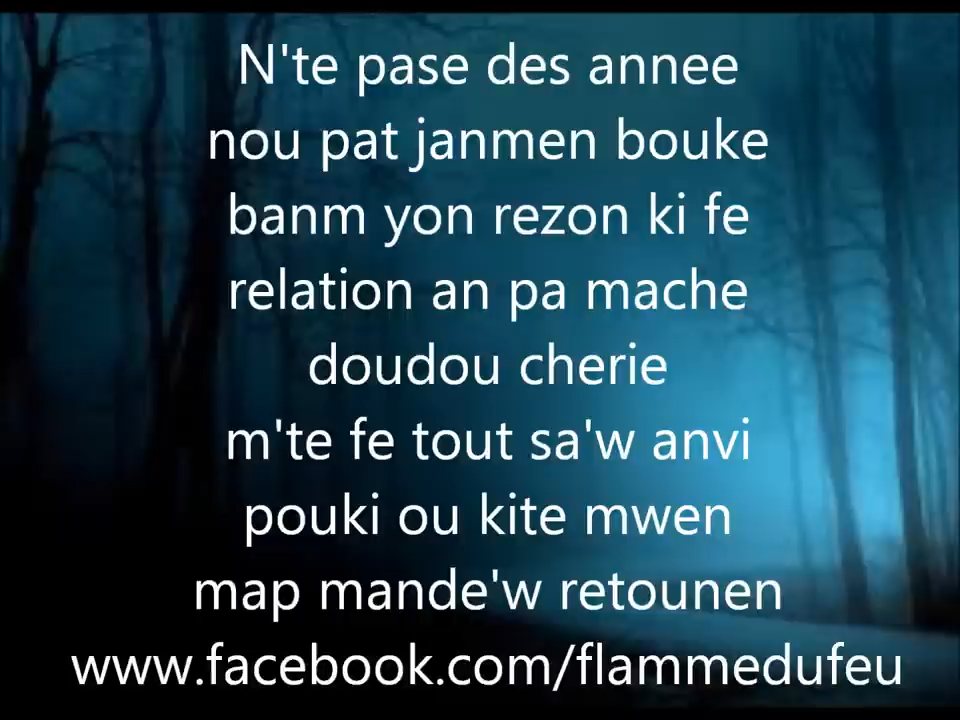 N'te pase des annee
nou pat janmen bouke
banm yon rezon ki fe
relation an pa mache
doudou cherie
m'te fe tout sa'w anvi
pouki ou kite mwen
map mande'w retounen
www.facebook.com/flammedufeu